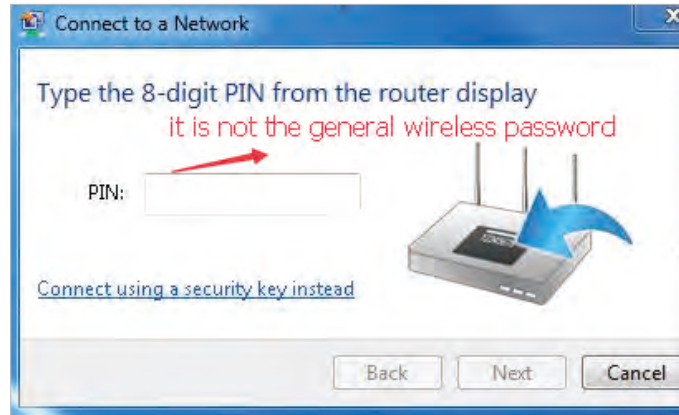 Connect to a Network
Type the 8-digit PIN from the router display
it is not the general wireless password
PIN:
Connect using a security key instead
Back Next Cancel